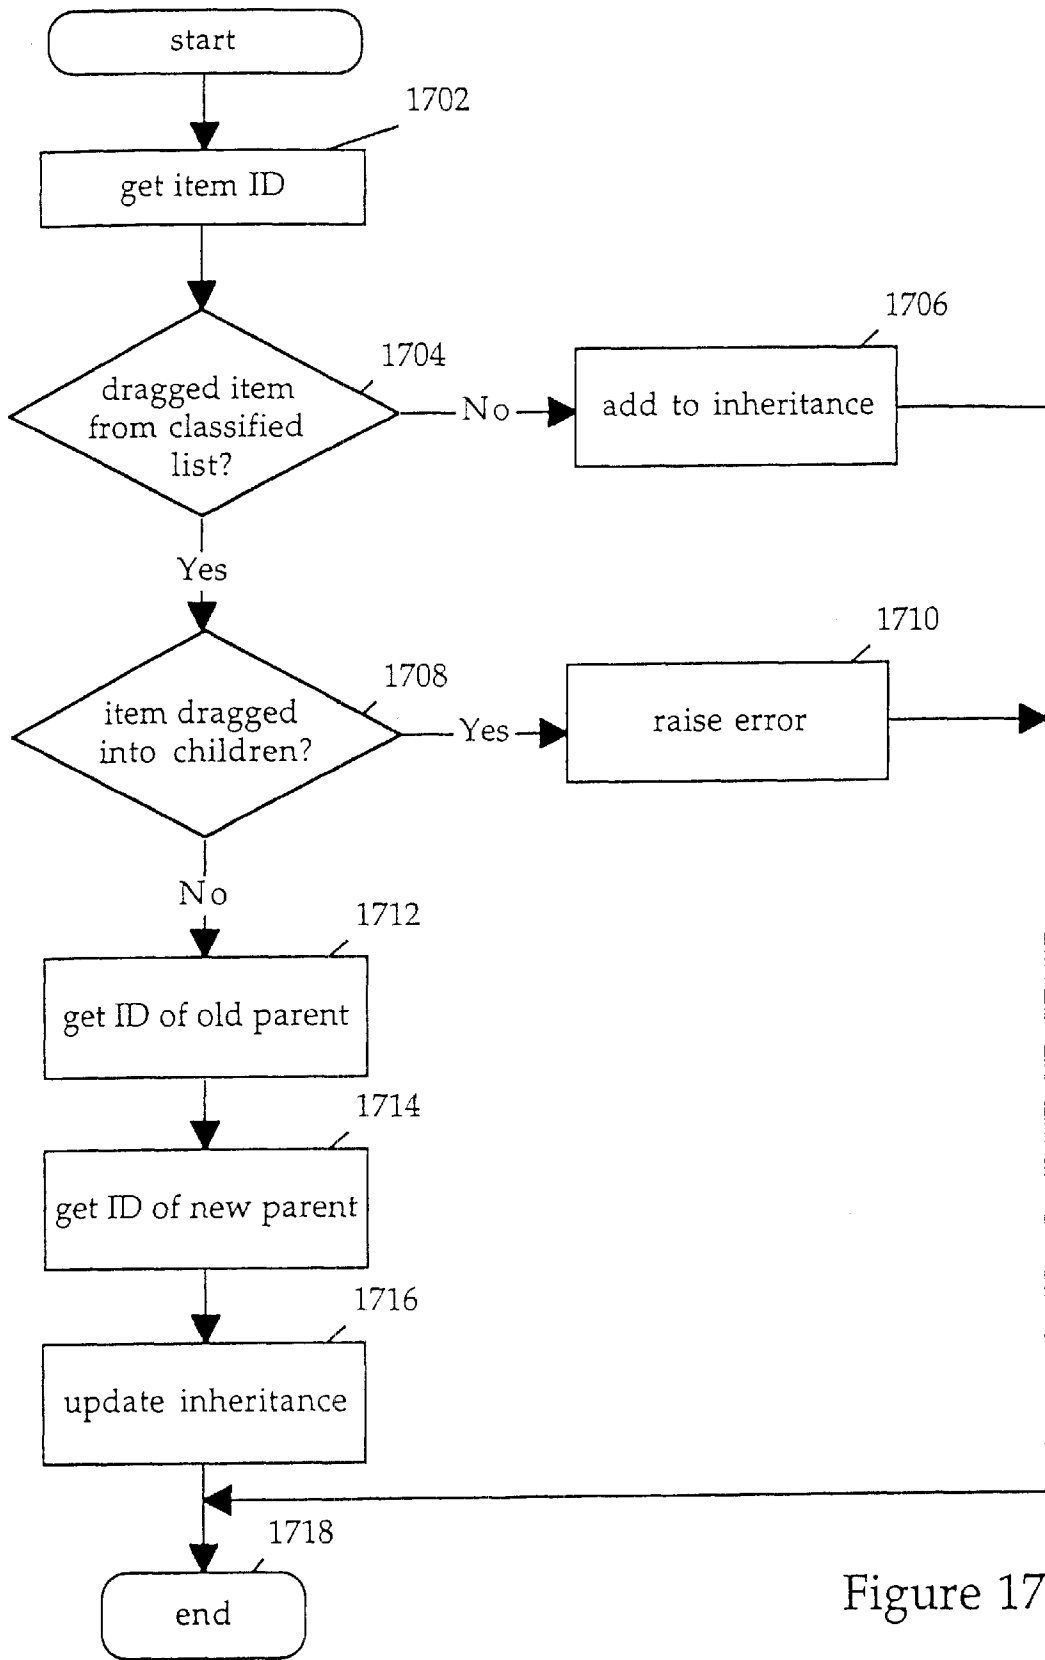 start
1702
get item ID
1704
dragged item
from classified
list?
No
1706
add to inheritance
Yes
1708
item dragged
into children?
Yes
1710
raise error
No
1712
get ID of old parent
1714
get ID of new parent
1716
update inheritance
1718
end
Figure 17